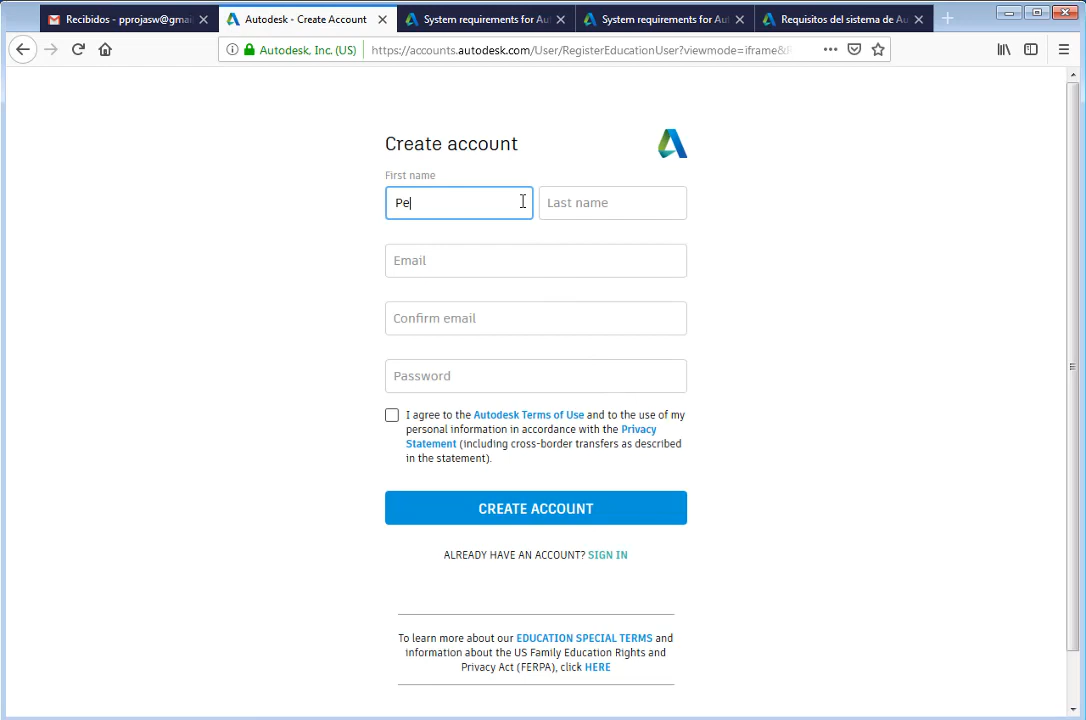 Recibidos - pprojasw@gmai
Autodesk - Create Account
System requirements for Au
System requirements for Au
Requisitos del sistema de Au
Autodesk, Inc. (US)
https://accounts.autodesk.com/User/RegisterEducationUser?viewmode=iframe&
Create account
First name
Pe
Last name
Email
Confirm email
Password
I agree to the Autodesk Terms of Use and to the use of my
personal information in accordance with the Privacy
Statement (including cross-border transfers as described
in the statement).
CREATE ACCOUNT
ALREADY HAVE AN ACCOUNT? SIGN IN
To learn more about our EDUCATION SPECIAL TERMS and
information about the US Family Education Rights and
Privacy Act (FERPA), click HERE